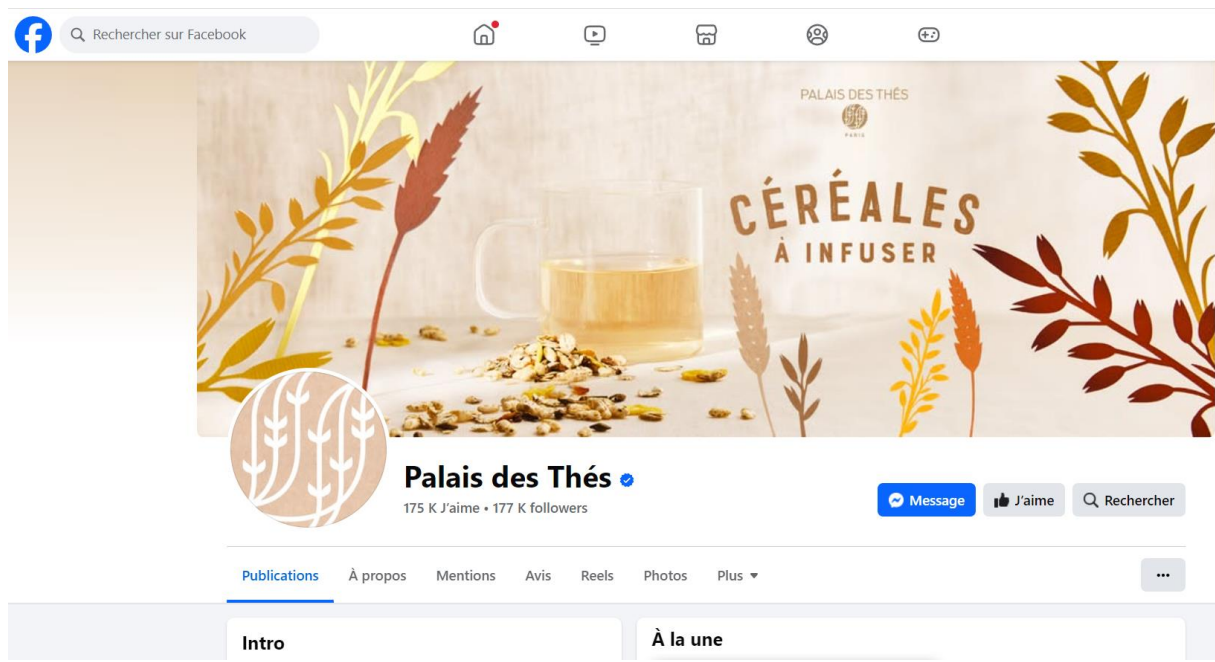 Rechercher sur Facebook
PALAIS DES THÉS
PARIS
CÉRÉALES
À INFUSER
Palais des Thés
175 K J’aime • 177 K followers
Message
J’aime
Rechercher
Publications
À propos
Mentions
Avis
Reels
Photos
Plus
Intro
À la une